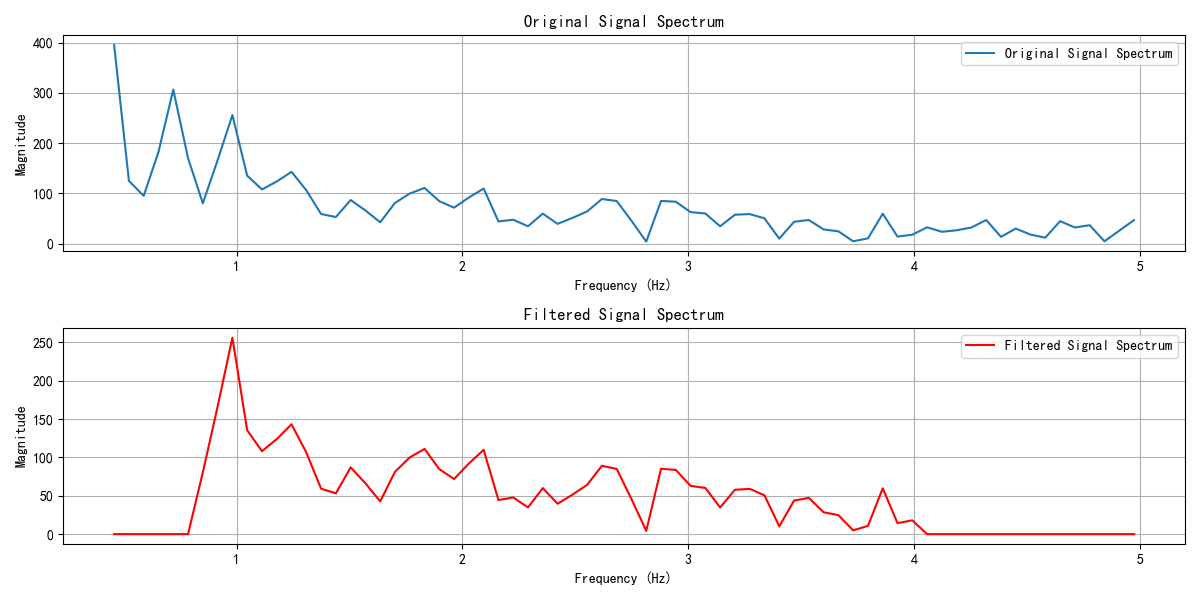 Original Signal Spectrum
400
300
200
100
0
Magnitude
Original Signal Spectrum
1 2 3 4 5
Frequency (Hz)
Filtered Signal Spectrum
250
200
150
100
50
0
Magnitude
Filtered Signal Spectrum
1 2 3 4 5
Frequency (Hz)